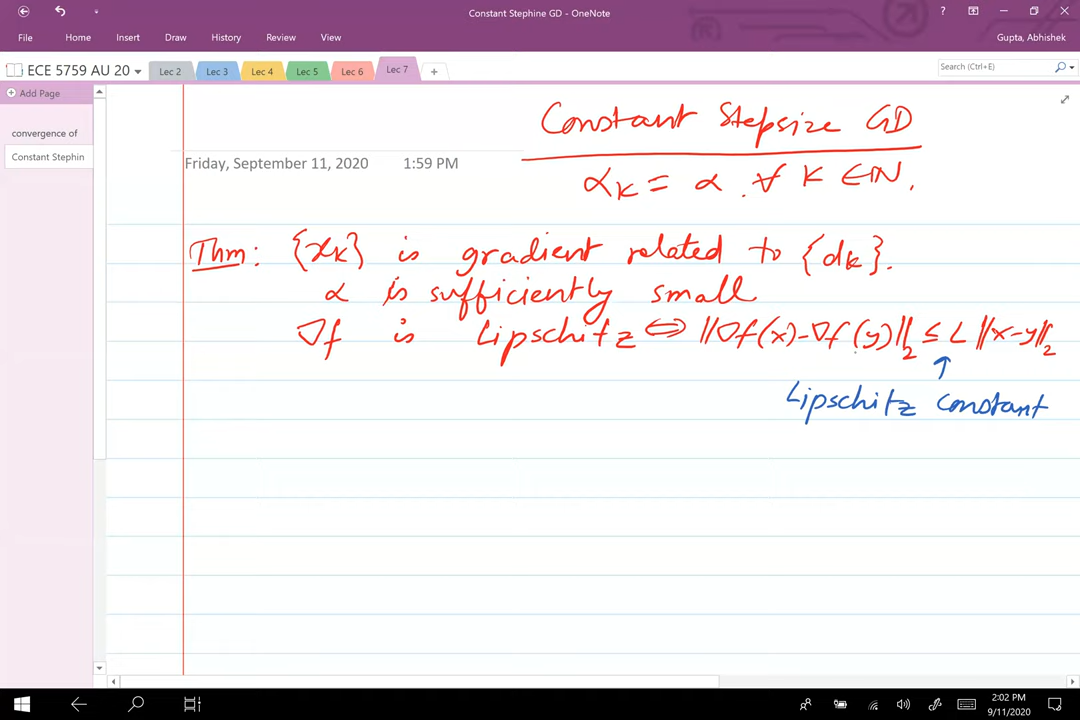 Constant Stephine GD - OneNote
File Home Insert Draw History Review View
Gupta, Abhishek
ECE 5759 AU 20
Lec 2
Lec 3
Lec 4
Lec 5
Lec 6
Lec 7
Search (Ctrl+E)
Add Page
convergence of
Constant Stephin
Constant Stepsize GD
Friday, September 11, 2020 1:59 PM
α_k = α ∀ k ∈ ℕ.
Thm: {x_k} is gradient related to {d_k}.
α is sufficiently small
∇f is Lipschitz ⇔ ||∇f(x)-∇f(y)||₂ ≤ L ||x-y||₂
↑
Lipschitz constant
2:02 PM
9/11/2020